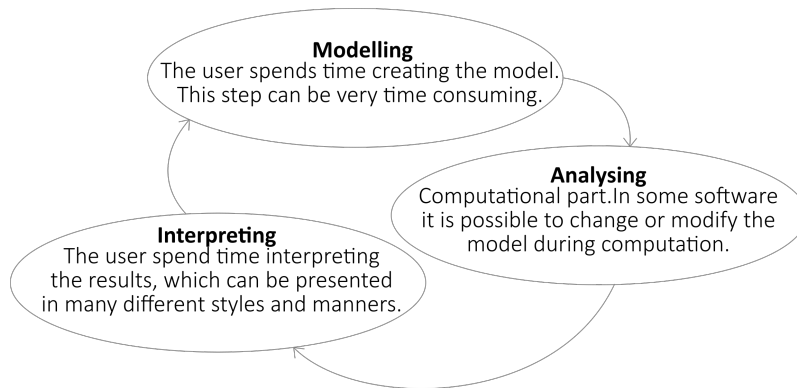 Modelling
The user spends time creating the model.
This step can be very time consuming.
Analysing
Computational part.In some software
it is possible to change or modify the
model during computation.
Interpreting
The user spend time interpreting
the results, which can be presented
in many different styles and manners.